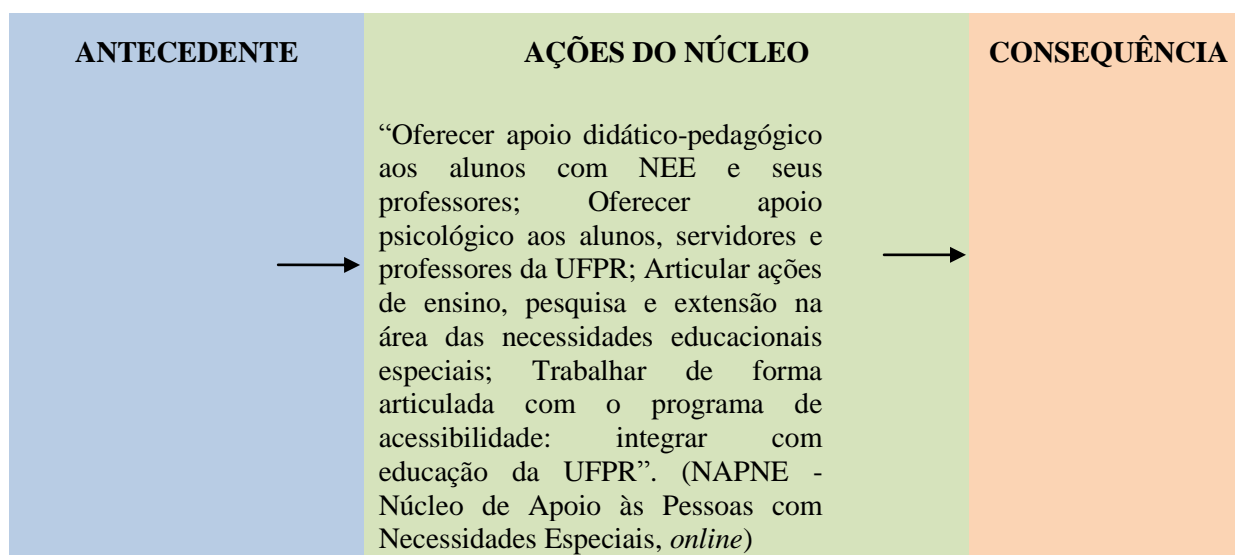 ANTECEDENTE
AÇÕES DO NÚCLEO
CONSEQUÊNCIA
“Oferecer apoio didático-pedagógico
aos alunos com NEE e seus
professores; Oferecer apoio
psicológico aos alunos, servidores e
professores da UFPR; Articular ações
de ensino, pesquisa e extensão na
área das necessidades educacionais
especiais; Trabalhar de forma
articulada com o programa de
acessibilidade: integrar com
educação da UFPR”. (NAPNE -
Núcleo de Apoio às Pessoas com
Necessidades Especiais, online)